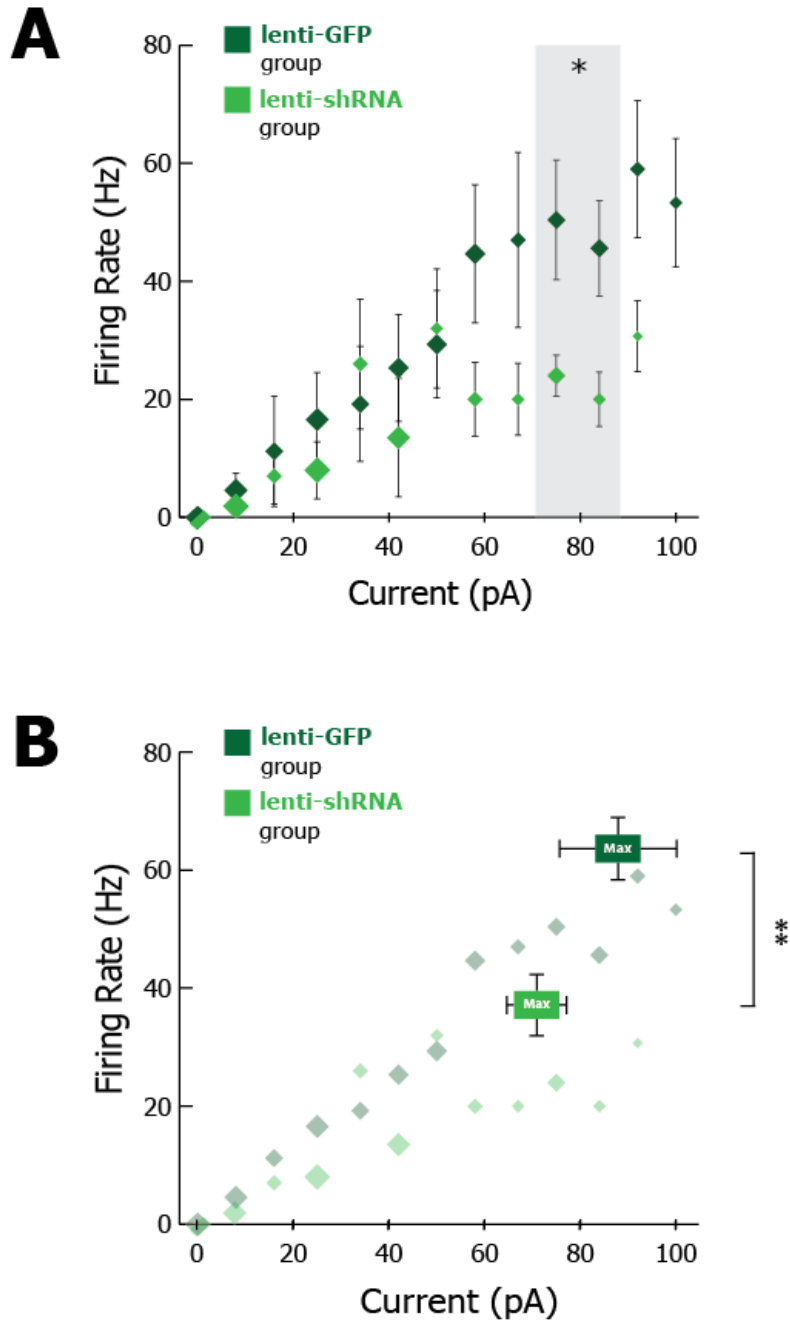 A
lenti-GFP
group
lenti-shRNA
group
*
80
60
40
20
0
Firing Rate (Hz)
0 20 40 60 80 100
Current (pA)
B
lenti-GFP
group
lenti-shRNA
group
80
60
40
20
0
Firing Rate (Hz)
Max
Max
**
0 20 40 60 80 100
Current (pA)